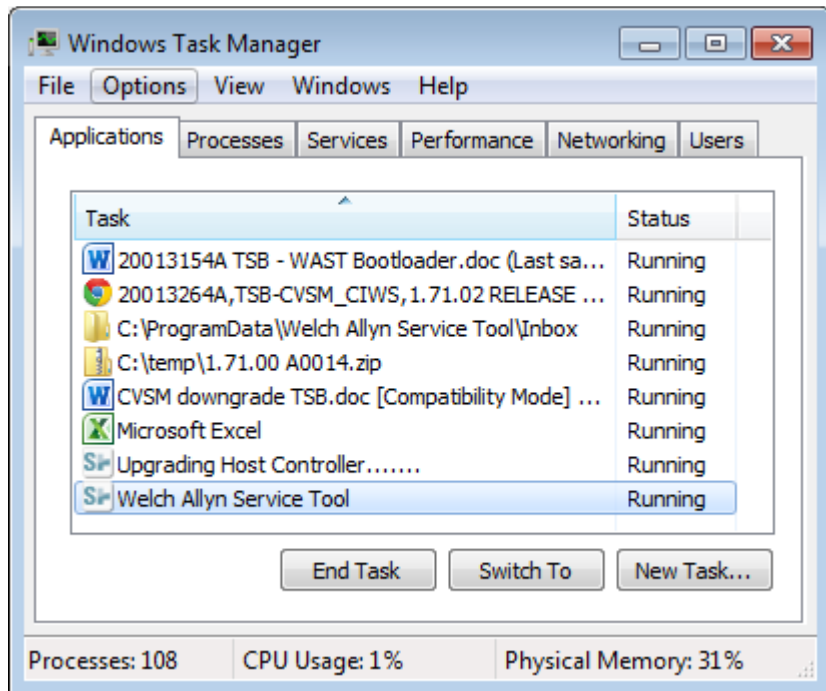 Windows Task Manager
File Options View Windows Help
Applications Processes Services Performance Networking Users
Task Status
20013154A TSB - WAST Bootloader.doc (Last sa... Running
20013264A,TSB-CVSM_CIWS,1.71.02 RELEASE ... Running
C:\ProgramData\Welch Allyn Service Tool\Inbox Running
C:\temp\1.71.00 A0014.zip Running
CVSM downgrade TSB.doc [Compatibility Mode] ... Running
Microsoft Excel Running
Upgrading Host Controller....... Running
Welch Allyn Service Tool Running
End Task Switch To New Task...
Processes: 108 CPU Usage: 1% Physical Memory: 31%